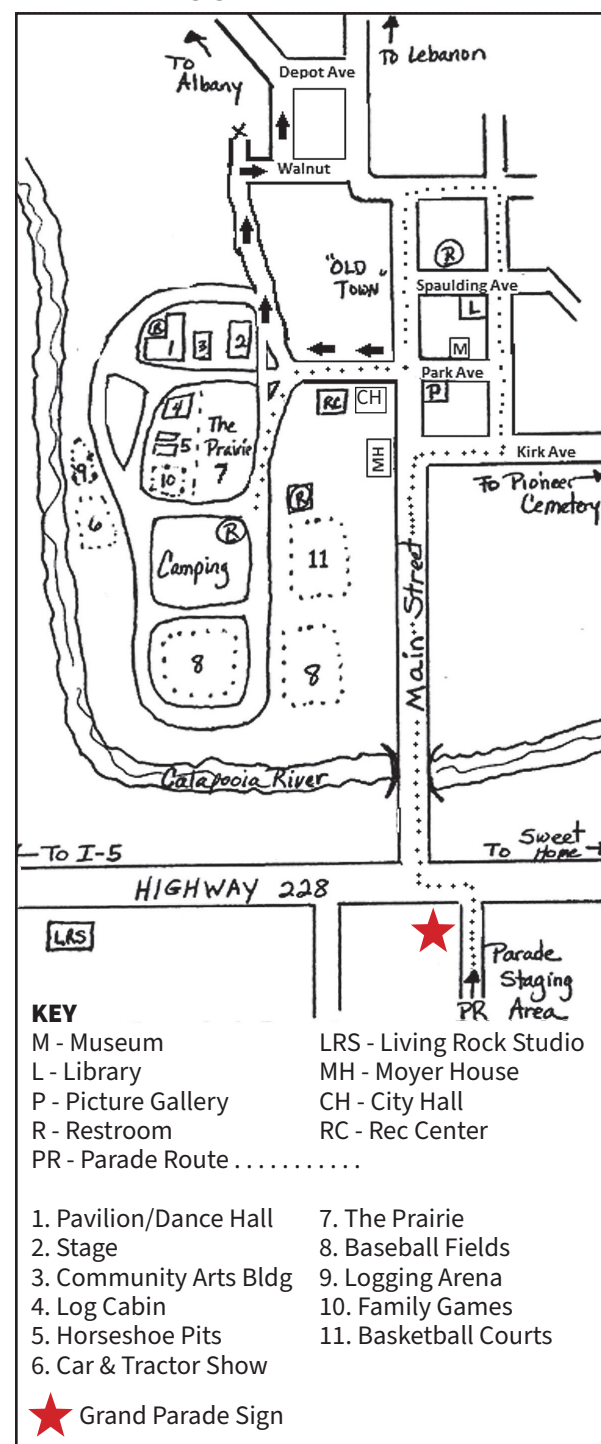 To
Albany
To Lebanon
Depot Ave
X
Walnut
"OLD
TOWN"
R
Spaulding Ave
L
M
Park Ave
P
R
1
3
2
4
5
The
Prairie
7
10
9
6
RC
CH
MH
Kirk Ave
To Pioneer
Cemetery
R
Camping
R
11
8
8
Main Street
Calapooia River
To I-5
To Sweet
Home
HIGHWAY 228
LRS
Parade
Staging
Area
PR
KEY
M - Museum
L - Library
P - Picture Gallery
R - Restroom
PR - Parade Route . . . . . . . . . . .
LRS - Living Rock Studio
MH - Moyer House
CH - City Hall
RC - Rec Center
1. Pavilion/Dance Hall
2. Stage
3. Community Arts Bldg
4. Log Cabin
5. Horseshoe Pits
6. Car & Tractor Show
7. The Prairie
8. Baseball Fields
9. Logging Arena
10. Family Games
11. Basketball Courts
Grand Parade Sign